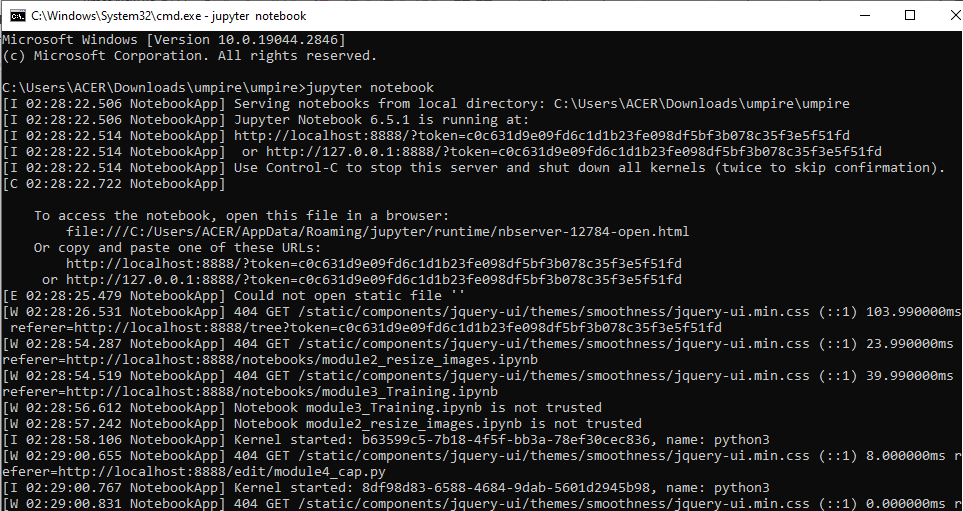 C:\Windows\System32\cmd.exe - jupyter notebook
Microsoft Windows [Version 10.0.19044.2846]
(c) Microsoft Corporation. All rights reserved.
C:\Users\ACER\Downloads\umpire\umpire>jupyter notebook
[I 02:28:22.506 NotebookApp] Serving notebooks from local directory: C:\Users\ACER\Downloads\umpire\umpire
[I 02:28:22.506 NotebookApp] Jupyter Notebook 6.5.1 is running at:
[I 02:28:22.514 NotebookApp] http://localhost:8888/?token=c0c631d9e09fd6c1d1b23fe098df5bf3b078c35f3e5f51fd
[I 02:28:22.514 NotebookApp]  or http://127.0.0.1:8888/?token=c0c631d9e09fd6c1d1b23fe098df5bf3b078c35f3e5f51fd
[I 02:28:22.514 NotebookApp] Use Control-C to stop this server and shut down all kernels (twice to skip confirmation).
[C 02:28:22.722 NotebookApp]
To access the notebook, open this file in a browser:
file:///C:/Users/ACER/AppData/Roaming/jupyter/runtime/nbserver-12784-open.html
Or copy and paste one of these URLs:
http://localhost:8888/?token=c0c631d9e09fd6c1d1b23fe098df5bf3b078c35f3e5f51fd
or http://127.0.0.1:8888/?token=c0c631d9e09fd6c1d1b23fe098df5bf3b078c35f3e5f51fd
[E 02:28:25.479 NotebookApp] Could not open static file ''
[W 02:28:26.531 NotebookApp] 404 GET /static/components/jquery-ui/themes/smoothness/jquery-ui.min.css (::1) 103.990000ms
referer=http://localhost:8888/tree?token=c0c631d9e09fd6c1d1b23fe098df5bf3b078c35f3e5f51fd
[W 02:28:54.287 NotebookApp] 404 GET /static/components/jquery-ui/themes/smoothness/jquery-ui.min.css (::1) 23.990000ms
referer=http://localhost:8888/notebooks/module2_resize_images.ipynb
[W 02:28:54.519 NotebookApp] 404 GET /static/components/jquery-ui/themes/smoothness/jquery-ui.min.css (::1) 39.990000ms
referer=http://localhost:8888/notebooks/module3_Training.ipynb
[W 02:28:56.612 NotebookApp] Notebook module3_Training.ipynb is not trusted
[W 02:28:57.242 NotebookApp] Notebook module2_resize_images.ipynb is not trusted
[I 02:28:58.106 NotebookApp] Kernel started: b63599c5-7b18-4f5f-bb3a-78ef30cec836, name: python3
[W 02:29:00.655 NotebookApp] 404 GET /static/components/jquery-ui/themes/smoothness/jquery-ui.min.css (::1) 8.000000ms r
eferer=http://localhost:8888/edit/module4_cap.py
[I 02:29:00.767 NotebookApp] Kernel started: 8df98d83-6588-4684-9dab-5601d2945b98, name: python3
[W 02:29:00.831 NotebookApp] 404 GET /static/components/jquery-ui/themes/smoothness/jquery-ui.min.css (::1) 0.000000ms r